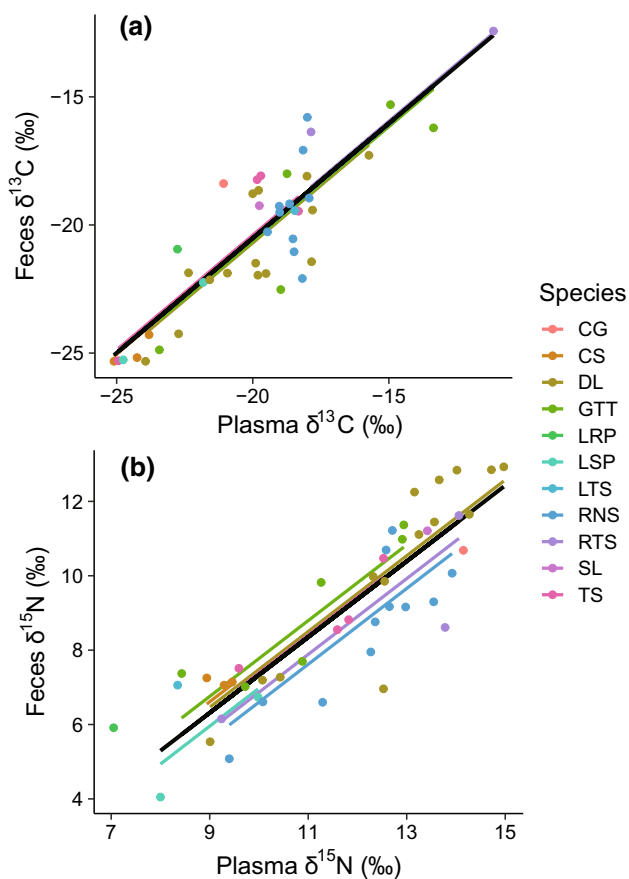 (a)
Feces δ¹³C (‰)
−15
−20
−25
−25 −20 −15
Plasma δ¹³C (‰)
(b)
Feces δ¹⁵N (‰)
12
10
8
6
4
7 9 11 13 15
Plasma δ¹⁵N (‰)
Species
CG
CS
DL
GTT
LRP
LSP
LTS
RNS
RTS
SL
TS